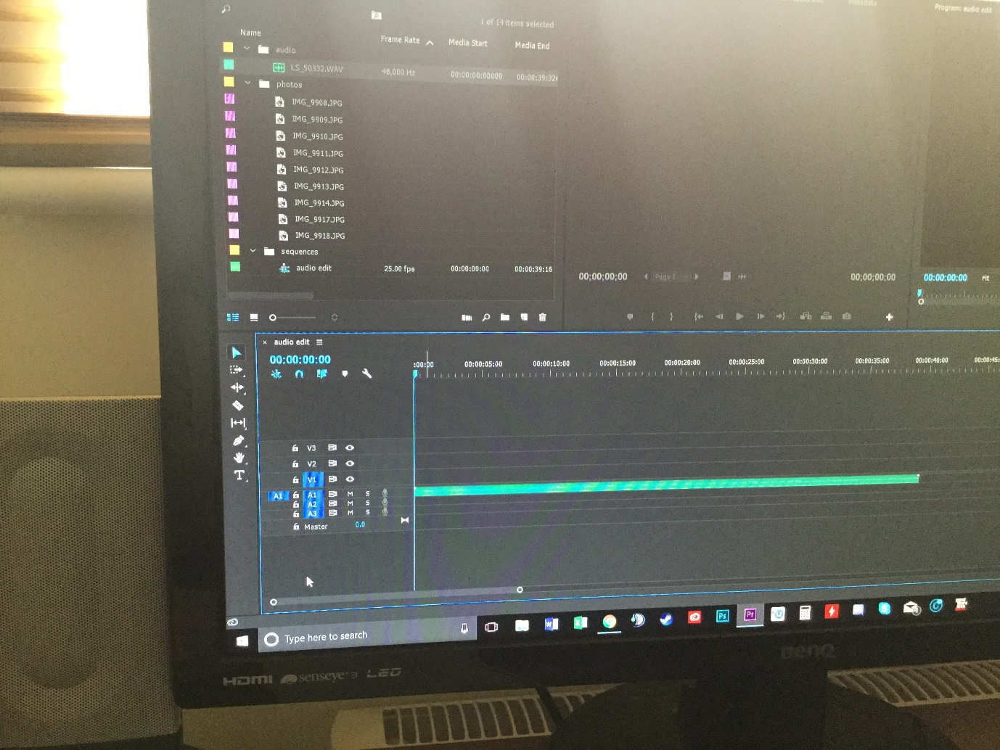 1 of 14 items selected
Program: audio edit
Metadata
Name Frame Rate Media Start Media End
audio
LS_50332.WAV 48,000 Hz 00:00:00:00000
photos
IMG_9908.JPG
IMG_9909.JPG
IMG_9910.JPG
IMG_9911.JPG
IMG_9912.JPG
IMG_9913.JPG
IMG_9914.JPG
IMG_9917.JPG
IMG_9918.JPG
sequences
audio edit 25.00 fps 00:00:00:00 00:00:39:16
00;00;00;00 Page 1 00;00;00;00 00:00:00:00 Fit
× audio edit
00:00:00:00
:00:00 00:00:05:00 00:00:10:00 00:00:15:00 00:00:20:00 00:00:25:00 00:00:30:00 00:00:35:00 00:00:40:00 00:00:45:
V3
V2
V1
A1 A1 M S
A2 M S
A3 M S
Master 0.0
Type here to search
Ps Pr
BenQ
HDMI senseye 3 LED